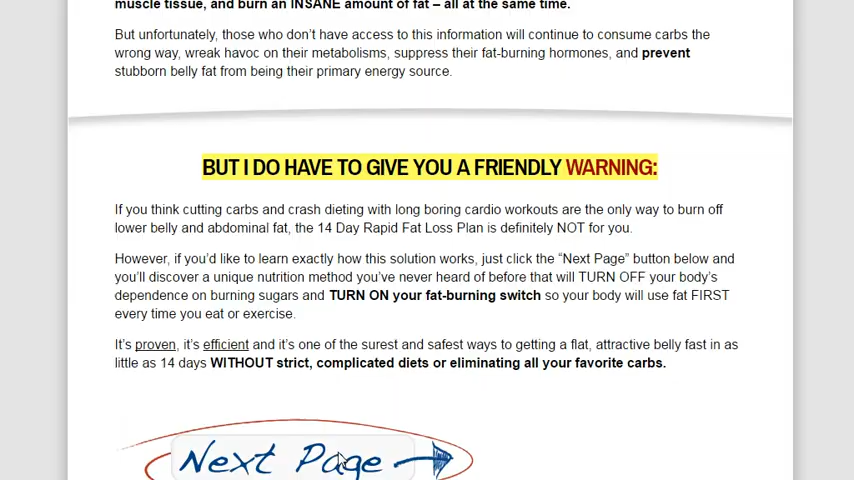 muscle tissue, and burn an INSANE amount of fat – all at the same time.
But unfortunately, those who don’t have access to this information will continue to consume carbs the
wrong way, wreak havoc on their metabolisms, suppress their fat-burning hormones, and prevent
stubborn belly fat from being their primary energy source.
BUT I DO HAVE TO GIVE YOU A FRIENDLY WARNING:
If you think cutting carbs and crash dieting with long boring cardio workouts are the only way to burn off
lower belly and abdominal fat, the 14 Day Rapid Fat Loss Plan is definitely NOT for you.
However, if you’d like to learn exactly how this solution works, just click the “Next Page” button below and
you’ll discover a unique nutrition method you’ve never heard of before that will TURN OFF your body’s
dependence on burning sugars and TURN ON your fat-burning switch so your body will use fat FIRST
every time you eat or exercise.
It’s proven, it’s efficient and it’s one of the surest and safest ways to getting a flat, attractive belly fast in as
little as 14 days WITHOUT strict, complicated diets or eliminating all your favorite carbs.
Next Page